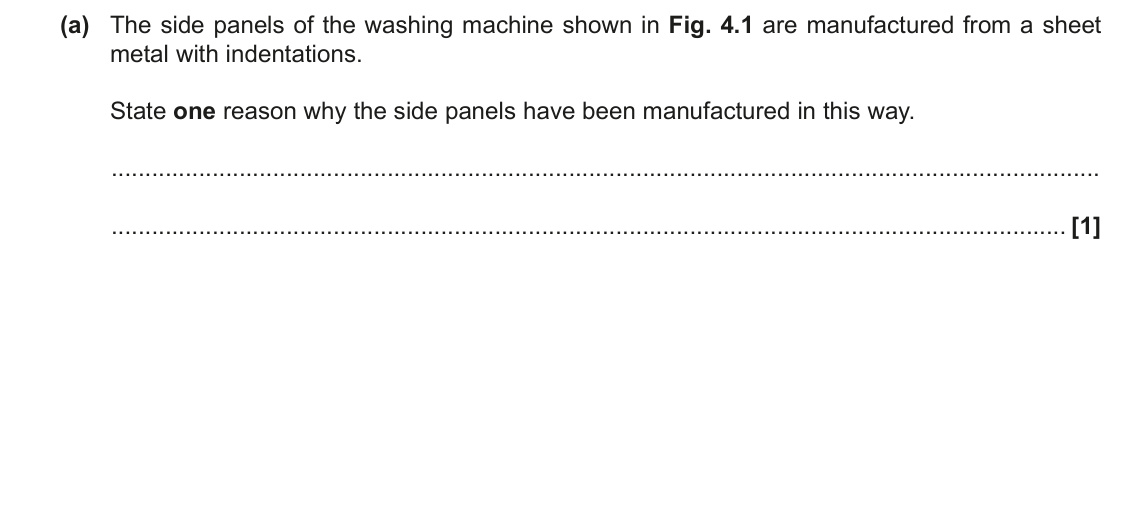 (a) The side panels of the washing machine shown in Fig. 4.1 are manufactured from a sheet
metal with indentations.
State one reason why the side panels have been manufactured in this way.
....................................................................................................................................................
............................................................................................................................................... [1]